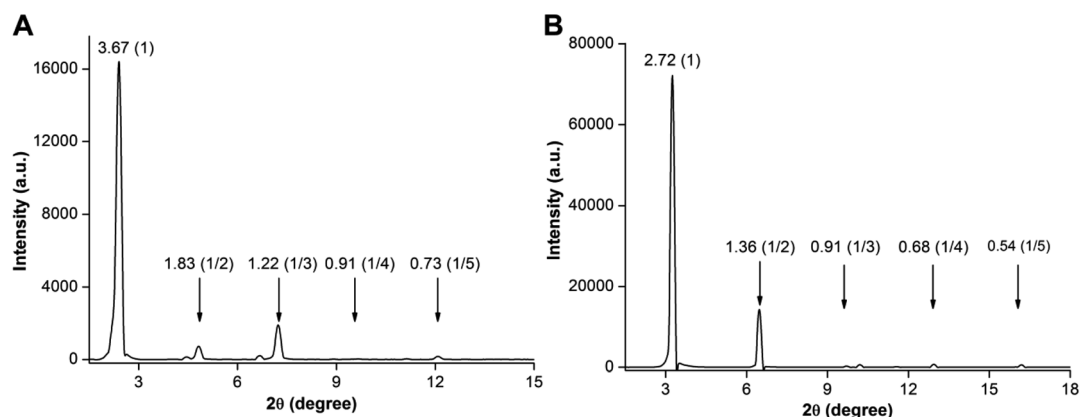 A
3.67 (1)
16000
12000
8000
4000
0
Intensity (a.u.)
1.83 (1/2) 1.22 (1/3) 0.91 (1/4) 0.73 (1/5)
3 6 9 12 15
2θ (degree)
B
80000
2.72 (1)
60000
40000
20000
0
Intensity (a.u.)
1.36 (1/2) 0.91 (1/3) 0.68 (1/4) 0.54 (1/5)
3 6 9 12 15 18
2θ (degree)